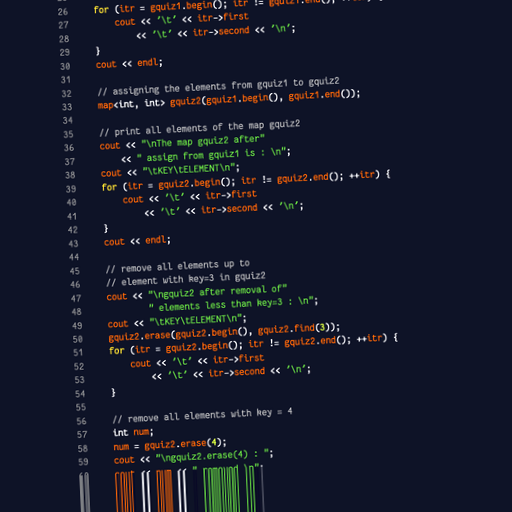 26 for (itr = gquiz1.begin(); itr != gquiz1.end();
27 cout << '\t' << itr->first
28 << '\t' << itr->second << '\n';
29 }
30 cout << endl;
31
32 // assigning the elements from gquiz1 to gquiz2
33 map<int, int> gquiz2(gquiz1.begin(), gquiz1.end());
34
35 // print all elements of the map gquiz2
36 cout << "\nThe map gquiz2 after"
37 << " assign from gquiz1 is : \n";
38 cout << "\tKEY\tELEMENT\n";
39 for (itr = gquiz2.begin(); itr != gquiz2.end(); ++itr) {
40 cout << '\t' << itr->first
41 << '\t' << itr->second << '\n';
42 }
43 cout << endl;
44
45 // remove all elements up to
46 // element with key=3 in gquiz2
47 cout << "\ngquiz2 after removal of"
48 " elements less than key=3 : \n";
49 cout << "\tKEY\tELEMENT\n";
50 gquiz2.erase(gquiz2.begin(), gquiz2.find(3));
51 for (itr = gquiz2.begin(); itr != gquiz2.end(); ++itr) {
52 cout << '\t' << itr->first
53 << '\t' << itr->second << '\n';
54 }
55
56 // remove all elements with key = 4
57 int num;
58 num = gquiz2.erase(4);
59 cout << "\ngquiz2.erase(4) : ";
cout << num << " removed \n";